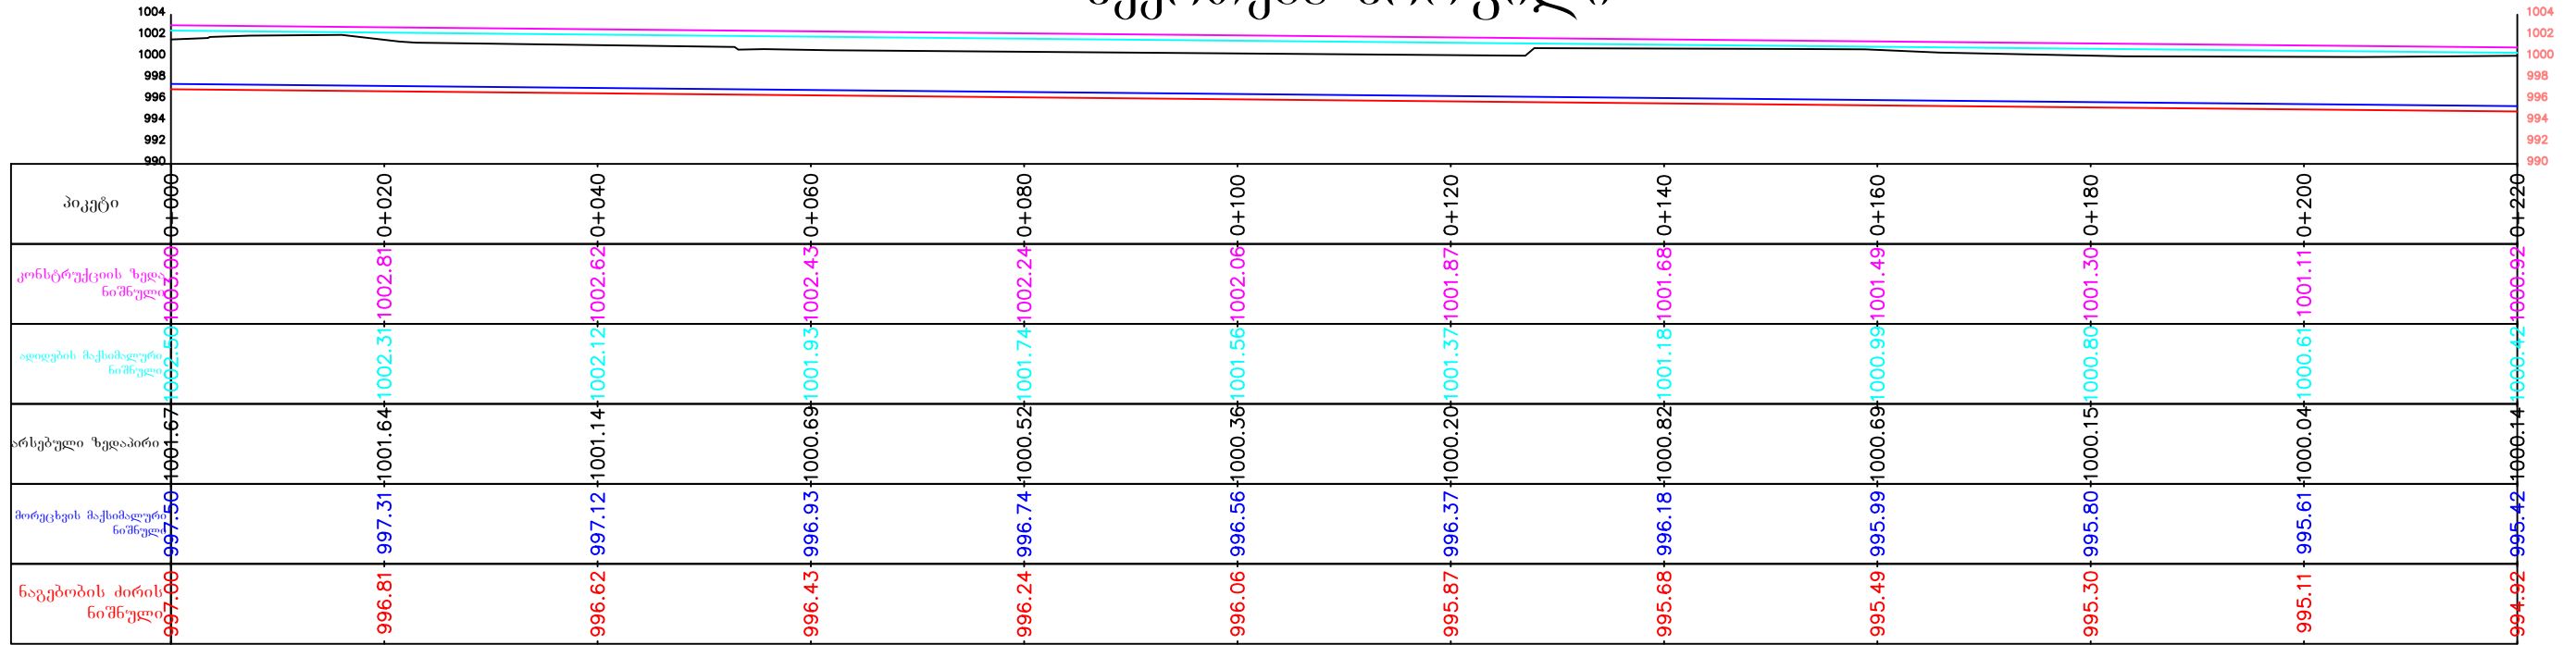 1004 1004
1002 1002
1000 1000
998 998
996 996
994 994
992 992
990 990
პიკეტი 0+000 0+020 0+040 0+060 0+080 0+100 0+120 0+140 0+160 0+180 0+200 0+220
კონსტრუქციის ზედა
ნიშნული 1003.00 1002.81 1002.62 1002.43 1002.24 1002.06 1001.87 1001.68 1001.49 1001.30 1001.11 1000.92
ადიდების მაქსიმალური
ნიშნული 1002.50 1002.31 1002.12 1001.93 1001.74 1001.56 1001.37 1001.18 1000.99 1000.80 1000.61 1000.42
არსებული ზედაპირი 1001.67 1001.64 1001.14 1000.69 1000.52 1000.36 1000.20 1000.82 1000.69 1000.15 1000.04 1000.14
მორეცხვის მაქსიმალური
ნიშნული 997.50 997.31 997.12 996.93 996.74 996.56 996.37 996.18 995.99 995.80 995.61 995.42
ნაგებობის ძირის
ნიშნული 997.00 996.81 996.62 996.43 996.24 996.06 995.87 995.68 995.49 995.30 995.11 994.92